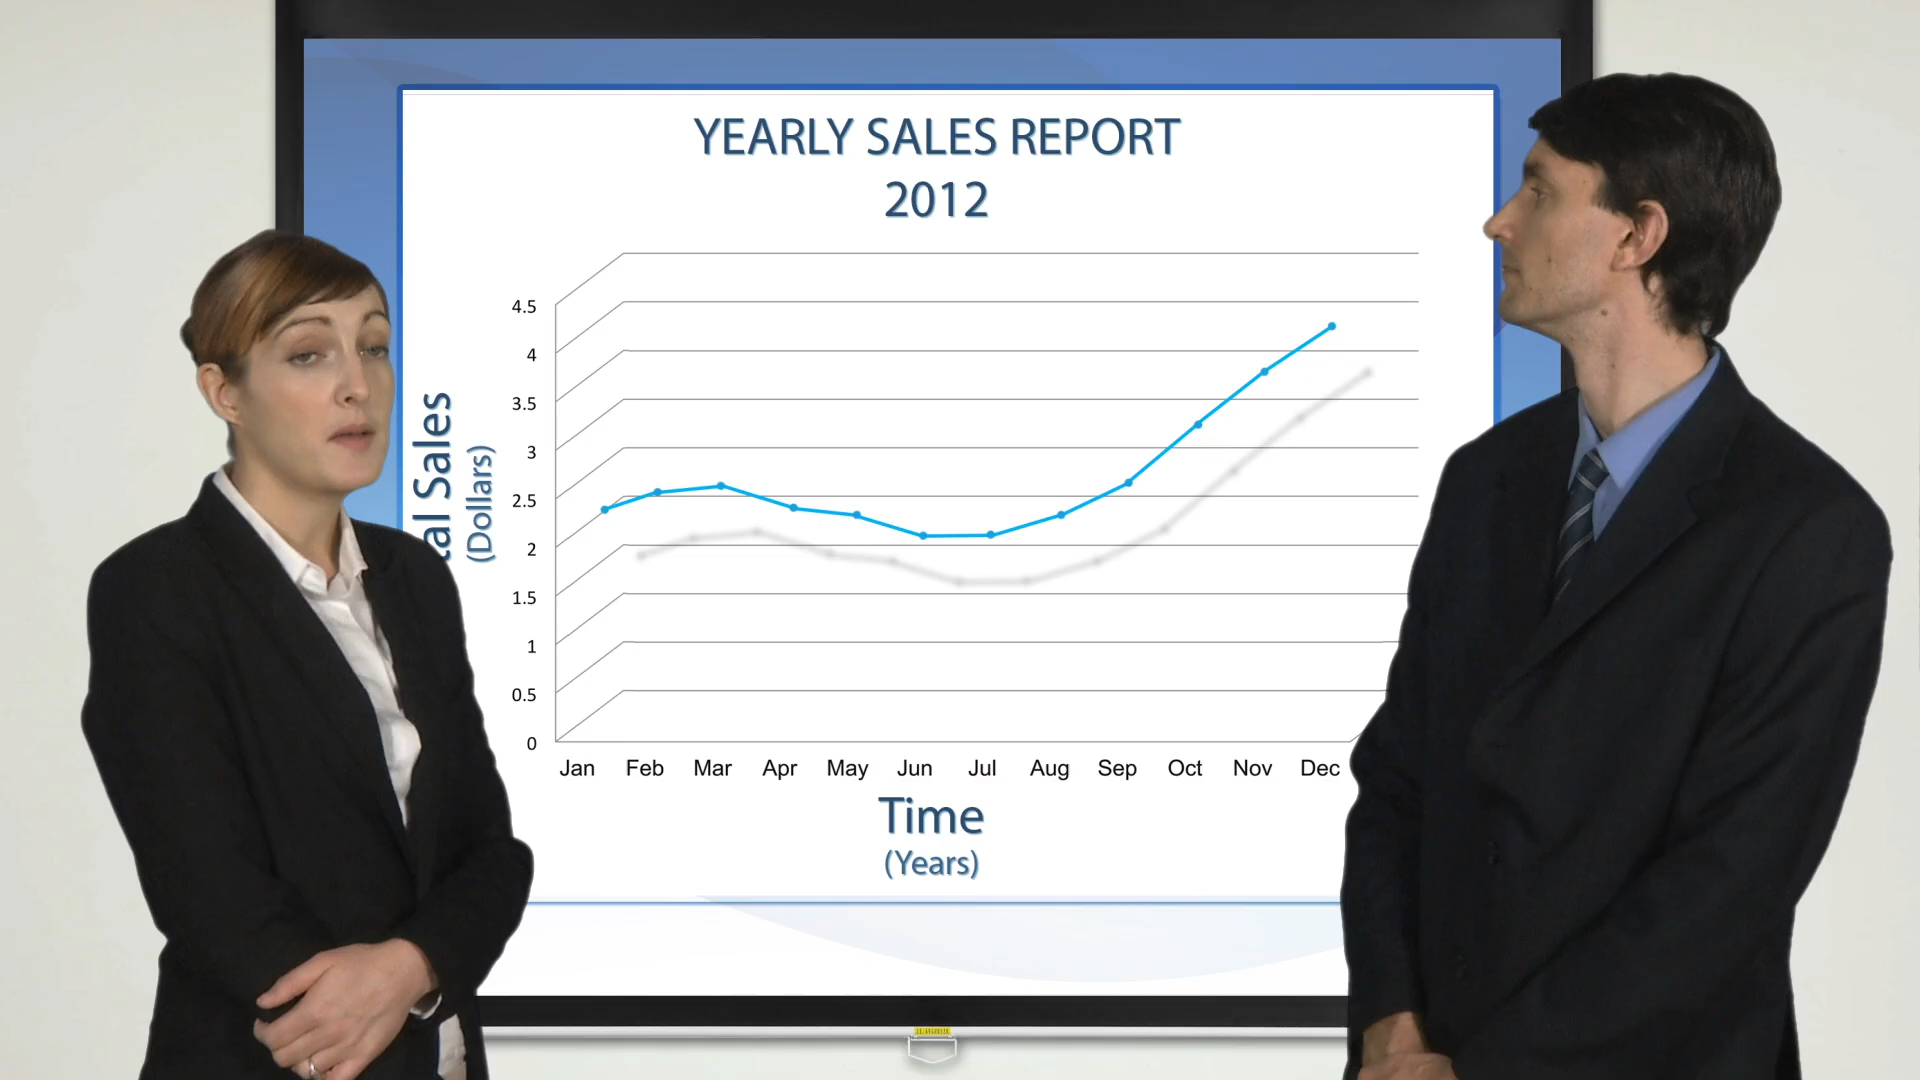 YEARLY SALES REPORT
2012
4.5
4
3.5
3
2.5
2
1.5
1
0.5
0
Sales
(Dollars)
Jan Feb Mar Apr May Jun Jul Aug Sep Oct Nov Dec
Time
(Years)